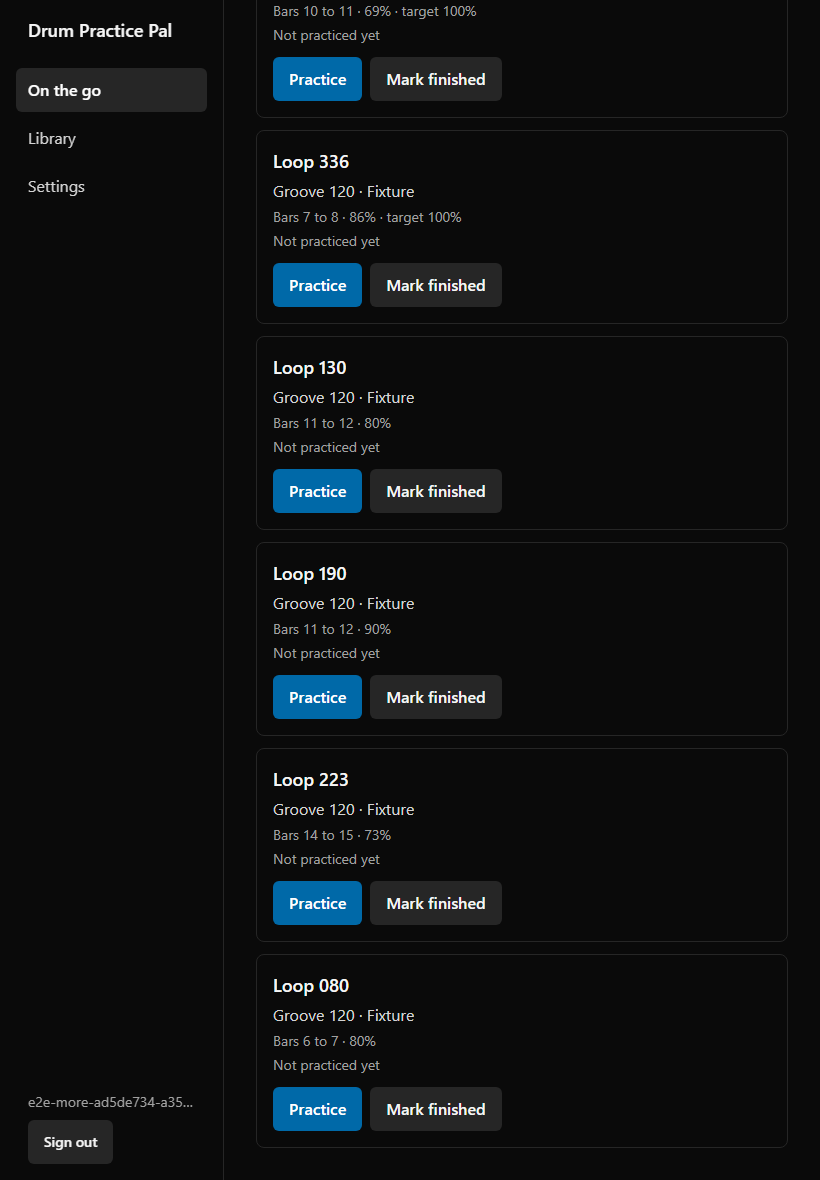 Drum Practice Pal
On the go
Library
Settings
Bars 10 to 11 · 69% · target 100%
Not practiced yet
Practice
Mark finished
Loop 336
Groove 120 · Fixture
Bars 7 to 8 · 86% · target 100%
Not practiced yet
Practice
Mark finished
Loop 130
Groove 120 · Fixture
Bars 11 to 12 · 80%
Not practiced yet
Practice
Mark finished
Loop 190
Groove 120 · Fixture
Bars 11 to 12 · 90%
Not practiced yet
Practice
Mark finished
Loop 223
Groove 120 · Fixture
Bars 14 to 15 · 73%
Not practiced yet
Practice
Mark finished
Loop 080
Groove 120 · Fixture
Bars 6 to 7 · 80%
Not practiced yet
Practice
Mark finished
e2e-more-ad5de734-a35...
Sign out